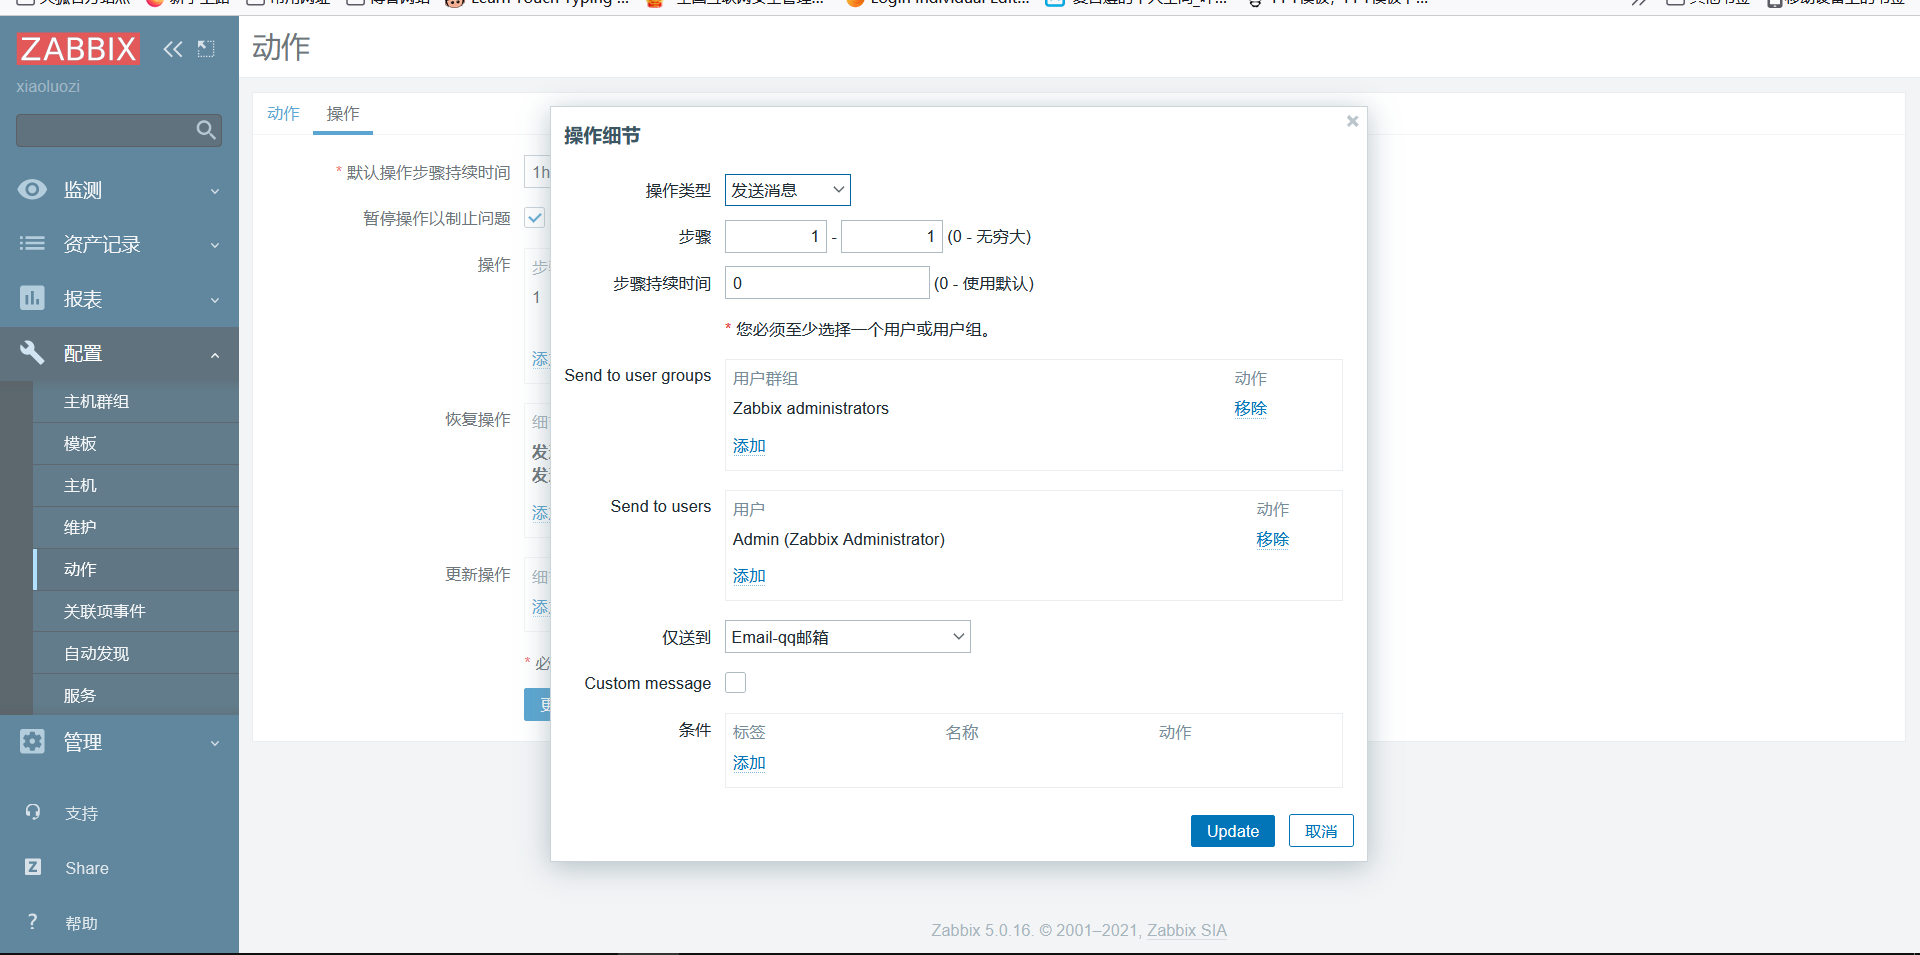 Learn Touch Typing ...
Login Individual Edit...
ZABBIX
动作
xiaoluozi
动作
操作
操作细节
* 默认操作步骤持续时间
1h
操作类型
发送消息
监测
暂停操作以制止问题
步骤
1 - 1 (0 - 无穷大)
资产记录
操作
步骤持续时间
0
(0 - 使用默认)
报表
1
* 您必须至少选择一个用户或用户组。
配置
Send to user groups
用户群组
动作
Zabbix administrators
移除
添加
主机群组
恢复操作
模板
主机
Send to users
用户
动作
Admin (Zabbix Administrator)
移除
添加
维护
动作
更新操作
关联项事件
仅送到
Email-qq邮箱
自动发现
Custom message
服务
条件
标签
名称
动作
添加
管理
支持
Update
取消
Share
帮助
Zabbix 5.0.16. © 2001–2021, Zabbix SIA